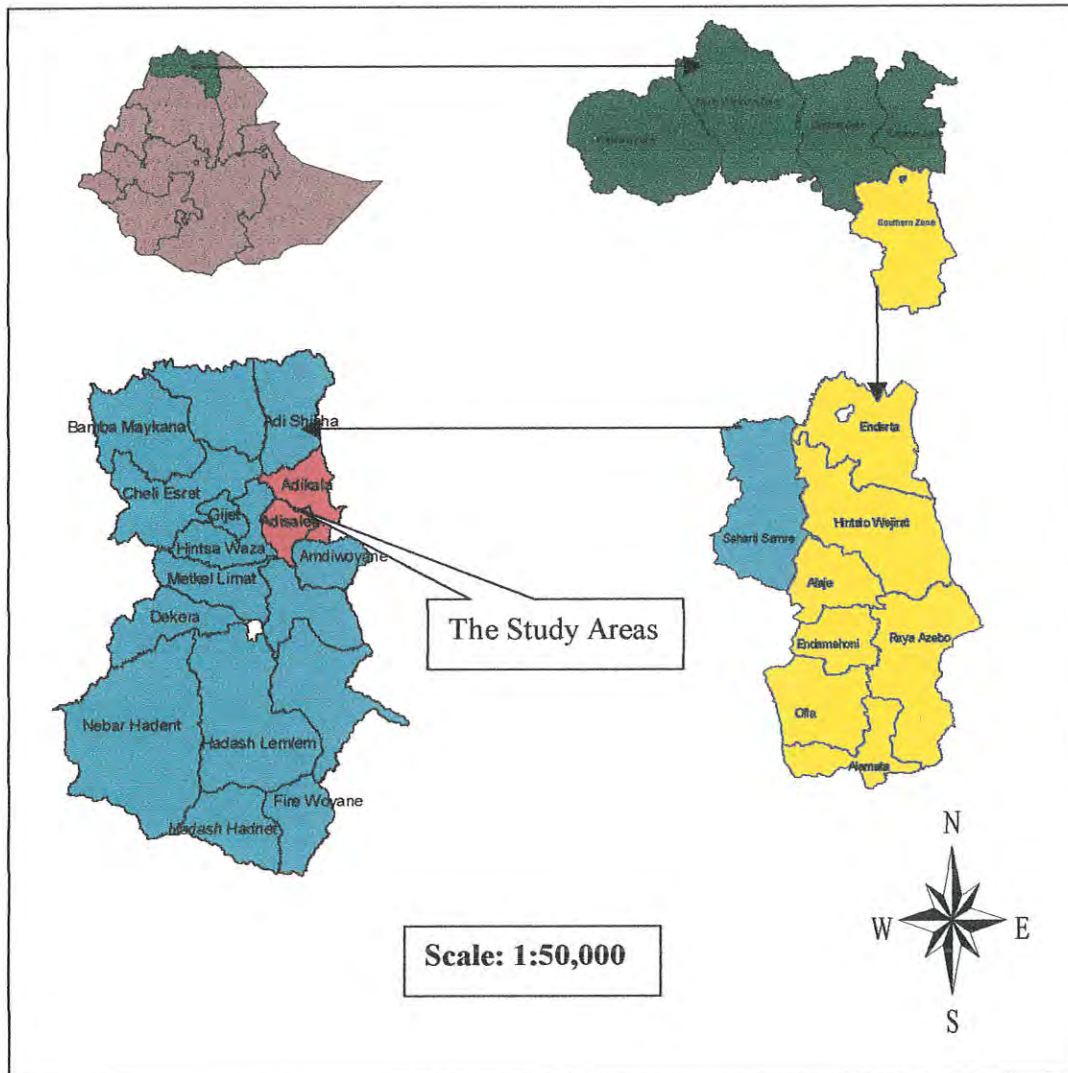 Southern Zone
Bamba Maykana
Adi Shisha
Adikala
Cheli Esret
Gijet
Adisalea
Hintsa Waza
Amdiwoyane
Metkel Limat
Dekera
Nebar Hadent
Hadash Lemlem
Fire Woyane
Hadash Hadnet
The Study Areas
Enderta
Hintalo Wejirat
Saharti Samre
Alaje
Endamehoni
Raya Azebo
Ofla
Alamata
Scale: 1:50,000
N
W
E
S